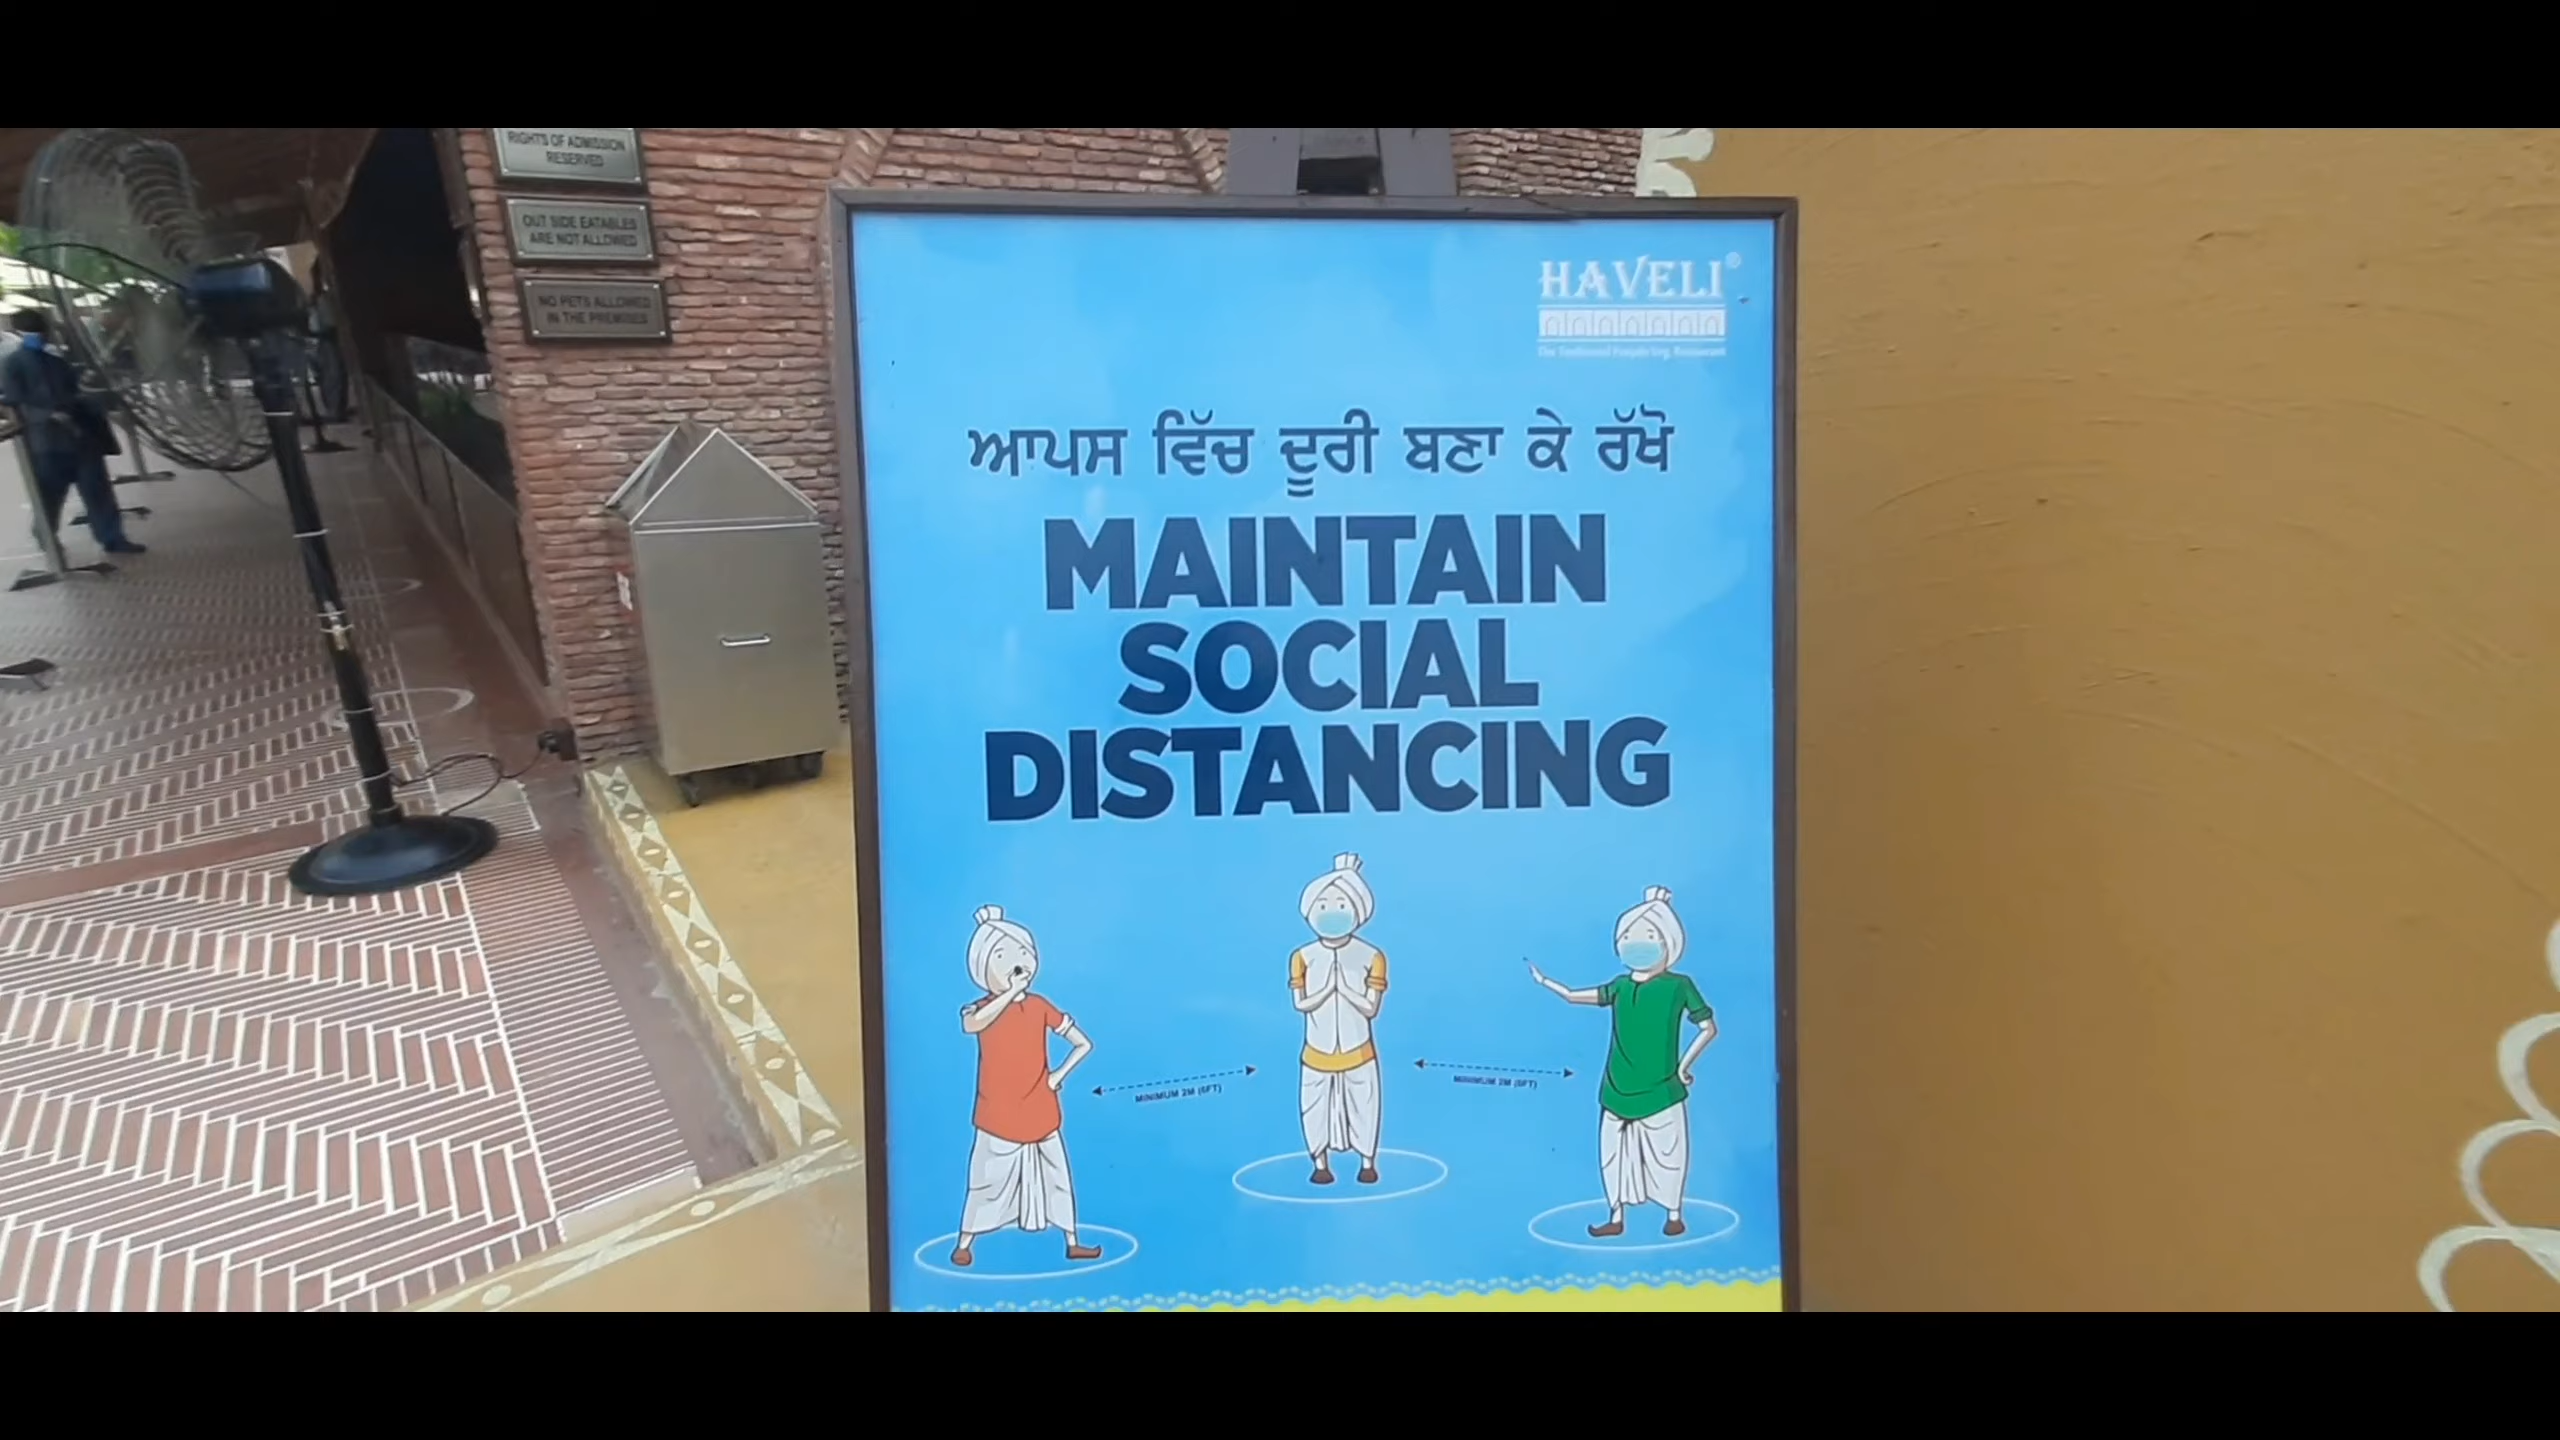 RIGHTS OF ADMISSION
RESERVED
OUT SIDE EATABLES
ARE NOT ALLOWED
NO PETS ALLOWED
IN THE PREMISES
HAVELI®
ਆਪਸ ਵਿੱਚ ਦੂਰੀ ਬਣਾ ਕੇ ਰੱਖੋ
MAINTAIN
SOCIAL
DISTANCING
MINIMUM 2M (6FT)
MINIMUM 2M (6FT)